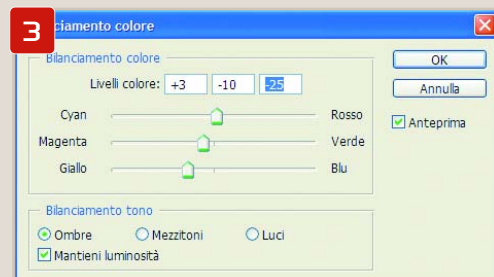 3
ciamento colore
Bilanciamento colore
Livelli colore: +3 -10 -25
OK
Annulla
Anteprima
Cyan Rosso
Magenta Verde
Giallo Blu
Bilanciamento tono
Ombre Mezzitoni Luci
Mantieni luminosità